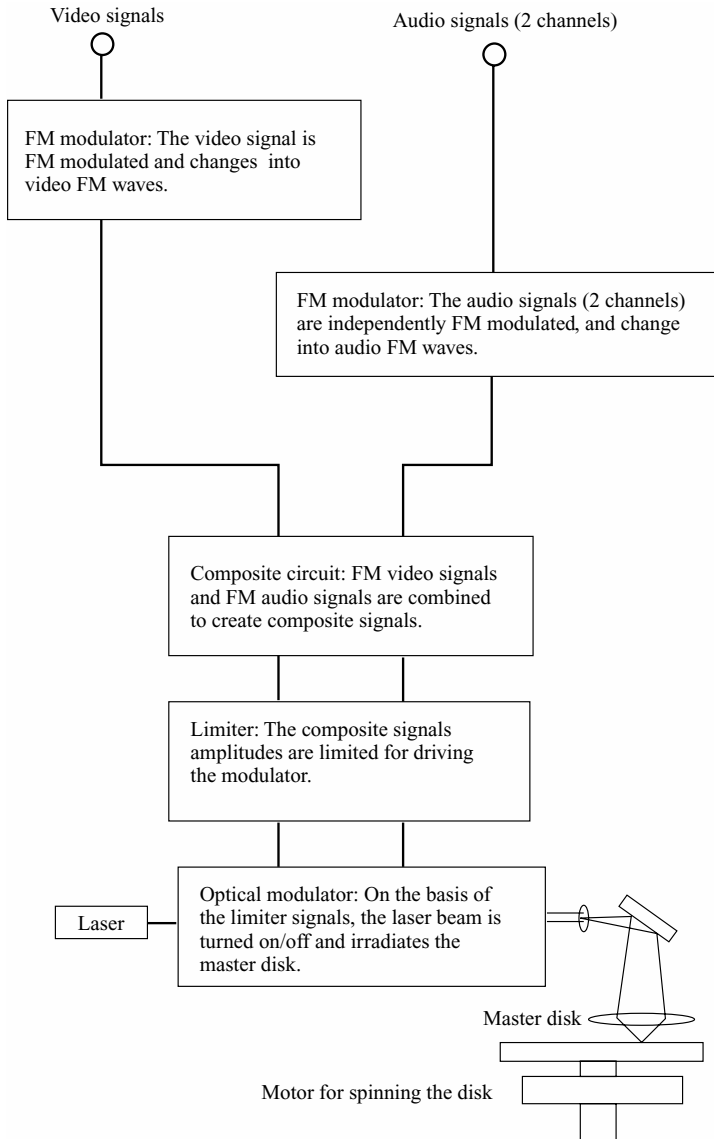 Video signals
Audio signals (2 channels)
FM modulator: The video signal is
FM modulated and changes into
video FM waves.
FM modulator: The audio signals (2 channels)
are independently FM modulated, and change
into audio FM waves.
Composite circuit: FM video signals
and FM audio signals are combined
to create composite signals.
Limiter: The composite signals
amplitudes are limited for driving
the modulator.
Laser
Optical modulator: On the basis of
the limiter signals, the laser beam is
turned on/off and irradiates the
master disk.
Master disk
Motor for spinning the disk